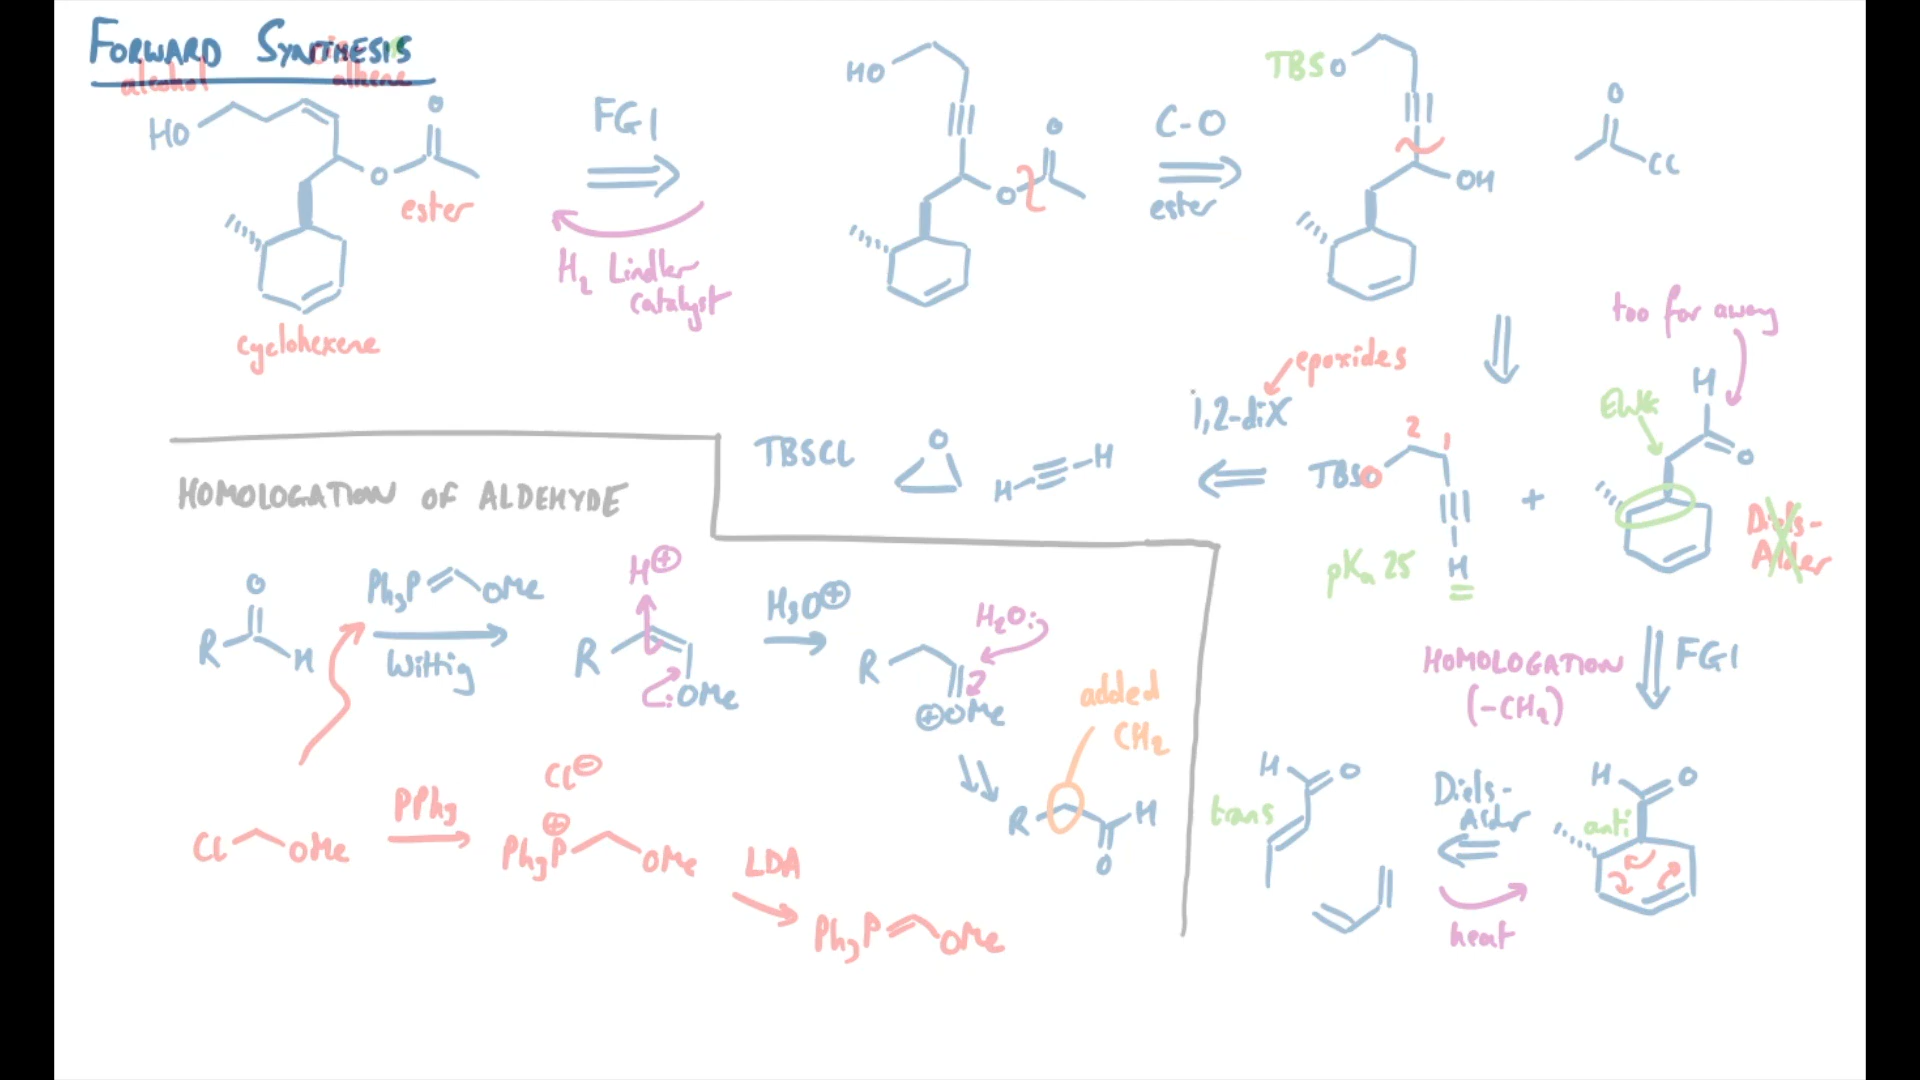 FORWARD SYNTHESIS
alcohol
alkene
HO
O
O
ester
cyclohexene
FGI
H2 Lindlar
catalyst
HO
O
O
C-O
ester
TBSO
OH
O
Cl
too far away
H
EWG
O
Diels-
Alder
+
epoxides
1,2-diX
2
1
TBSO
H
pKa 25
TBSCL
O
H
H
HOMOLOGATION
(-CH2)
FGI
H
O
anti
Diels-
Alder
heat
H
O
trans
HOMOLOGATION OF ALDEHYDE
O
R
H
Ph3P
OMe
Wittig
H⊕
R
:OMe
H3O⊕
H2O:
R
⊕OMe
added
CH2
R
H
O
Cl
OMe
PPh3
Cl⊖
⊕
Ph3P
OMe
LDA
Ph3P
OMe